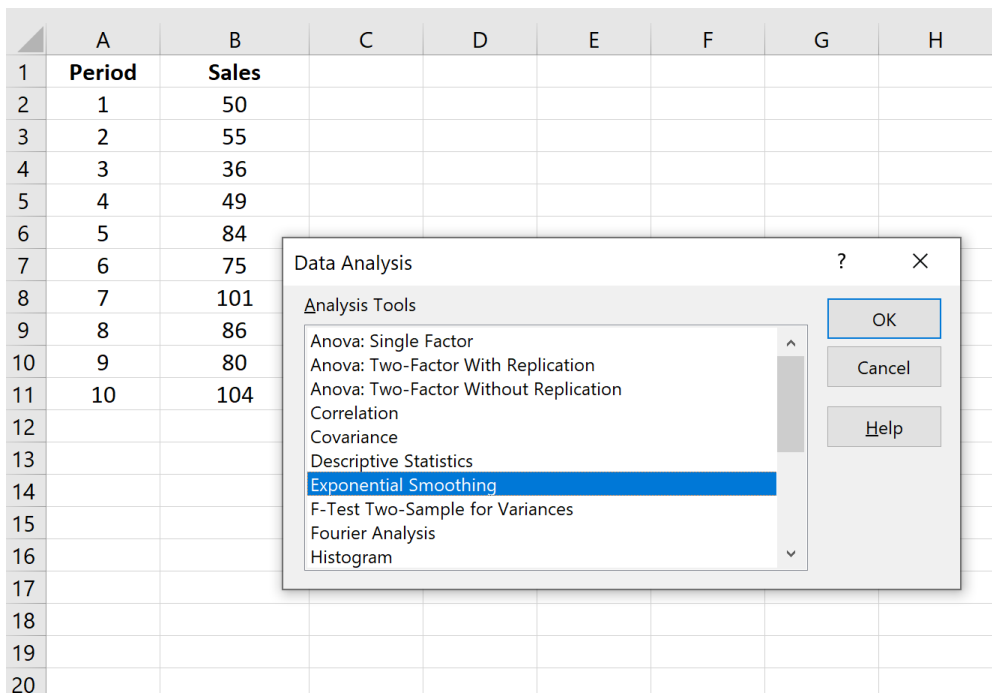 A B C D E F G H
1 Period Sales
2 1 50
3 2 55
4 3 36
5 4 49
6 5 84
7 6 75
8 7 101
9 8 86
10 9 80
11 10 104
12
13
14
15
16
17
18
19
20
Data Analysis ? ×
Analysis Tools
Anova: Single Factor
Anova: Two-Factor With Replication
Anova: Two-Factor Without Replication
Correlation
Covariance
Descriptive Statistics
Exponential Smoothing
F-Test Two-Sample for Variances
Fourier Analysis
Histogram
OK
Cancel
Help